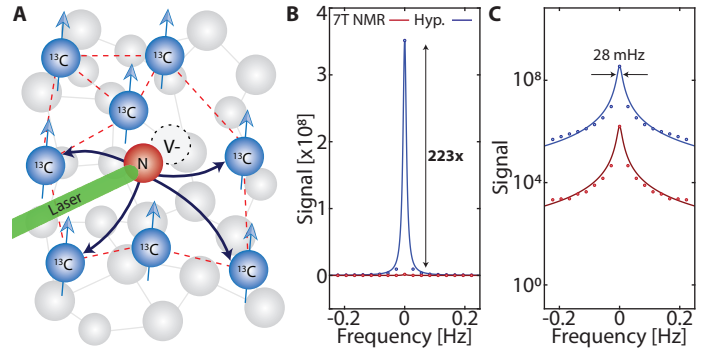 A
¹³C
¹³C
¹³C
¹³C
V-
N
¹³C
Laser
¹³C
¹³C
¹³C
B
7T NMR
Hyp.
4
3
2
1
0
Signal [x10⁸]
223x
-0.2
0
0.2
Frequency [Hz]
C
28 mHz
10⁸
10⁴
10⁰
Signal
-0.2
0
0.2
Frequency [Hz]